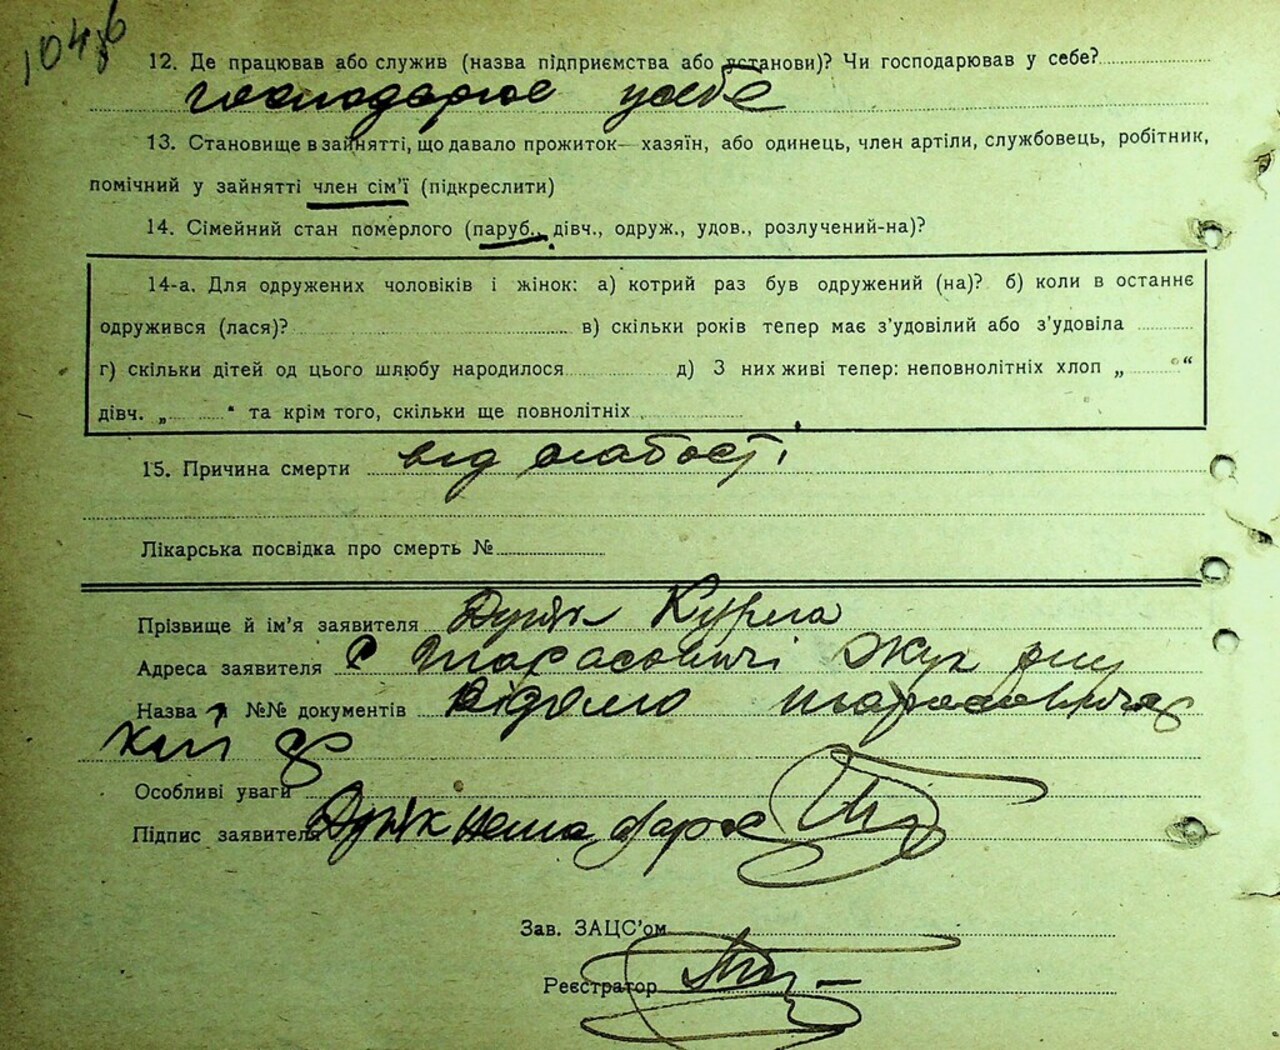 104
12. Де працював або служив (назва підприємства або установи)? Чи господарював у себе?
господарює у себе
13. Становище в зайнятті, що давало прожиток— хазяїн, або одинець, член артіли, службовець, робітник,
помічний у зайнятті член сім'ї (підкреслити)
14. Сімейний стан померлого (паруб., дівч., одруж., удов., розлучений-на)?
14-а. Для одружених чоловіків і жінок: а) котрий раз був одружений (на)? б) коли в останнє
одружився (лася)? в) скільки років тепер має з'удовілий або з'удовіла
г) скільки дітей од цього шлюбу народилося д) З них живі тепер: неповнолітніх хлоп „ “
дівч. „ “ та крім того, скільки ще повнолітніх
15. Причина смерти від слабості
Лікарська посвідка про смерть №
Прізвище й ім'я заявителя
Адреса заявителя с Тарасовичі
Назва й №№ документів відомо
Особливі уваги
Підпис заявителя
Зав. ЗАЦС'ом
Реєстратор